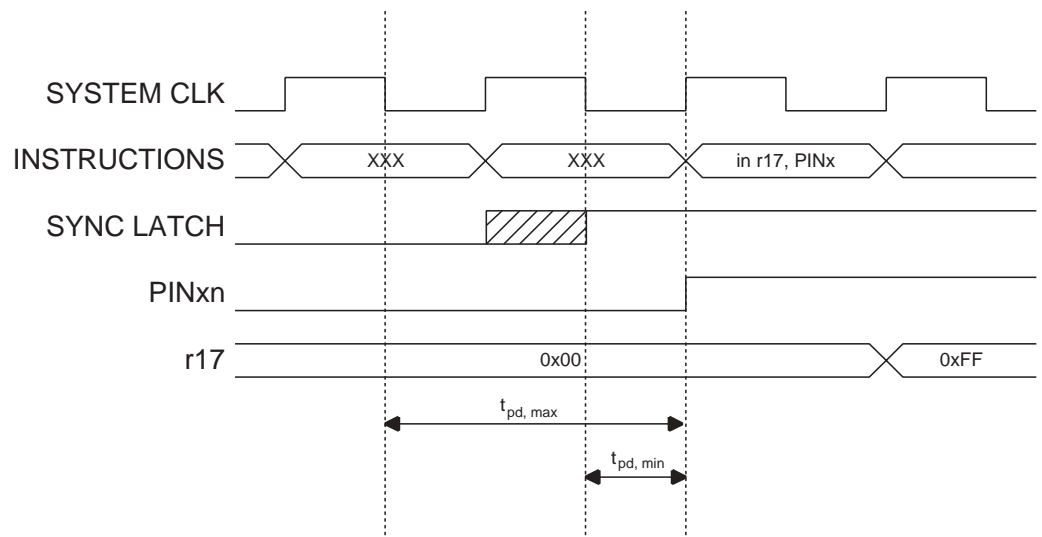 SYSTEM CLK
INSTRUCTIONS XXX XXX in r17, PINx
SYNC LATCH
PINxn
r17 0x00 0xFF
tpd, max
tpd, min